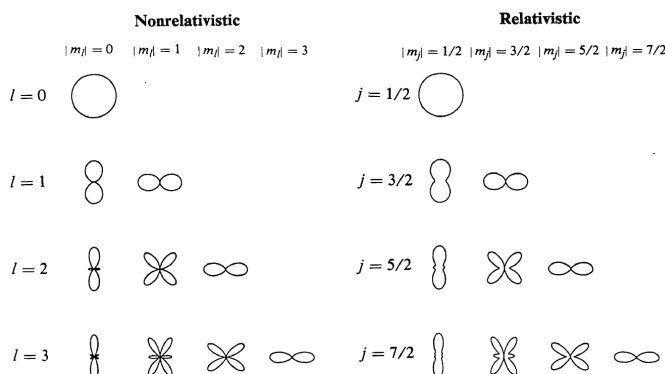 Nonrelativistic Relativistic
|m_l| = 0 |m_l| = 1 |m_l| = 2 |m_l| = 3 |m_j| = 1/2 |m_j| = 3/2 |m_j| = 5/2 |m_j| = 7/2
l = 0 j = 1/2
l = 1 j = 3/2
l = 2 j = 5/2
l = 3 j = 7/2